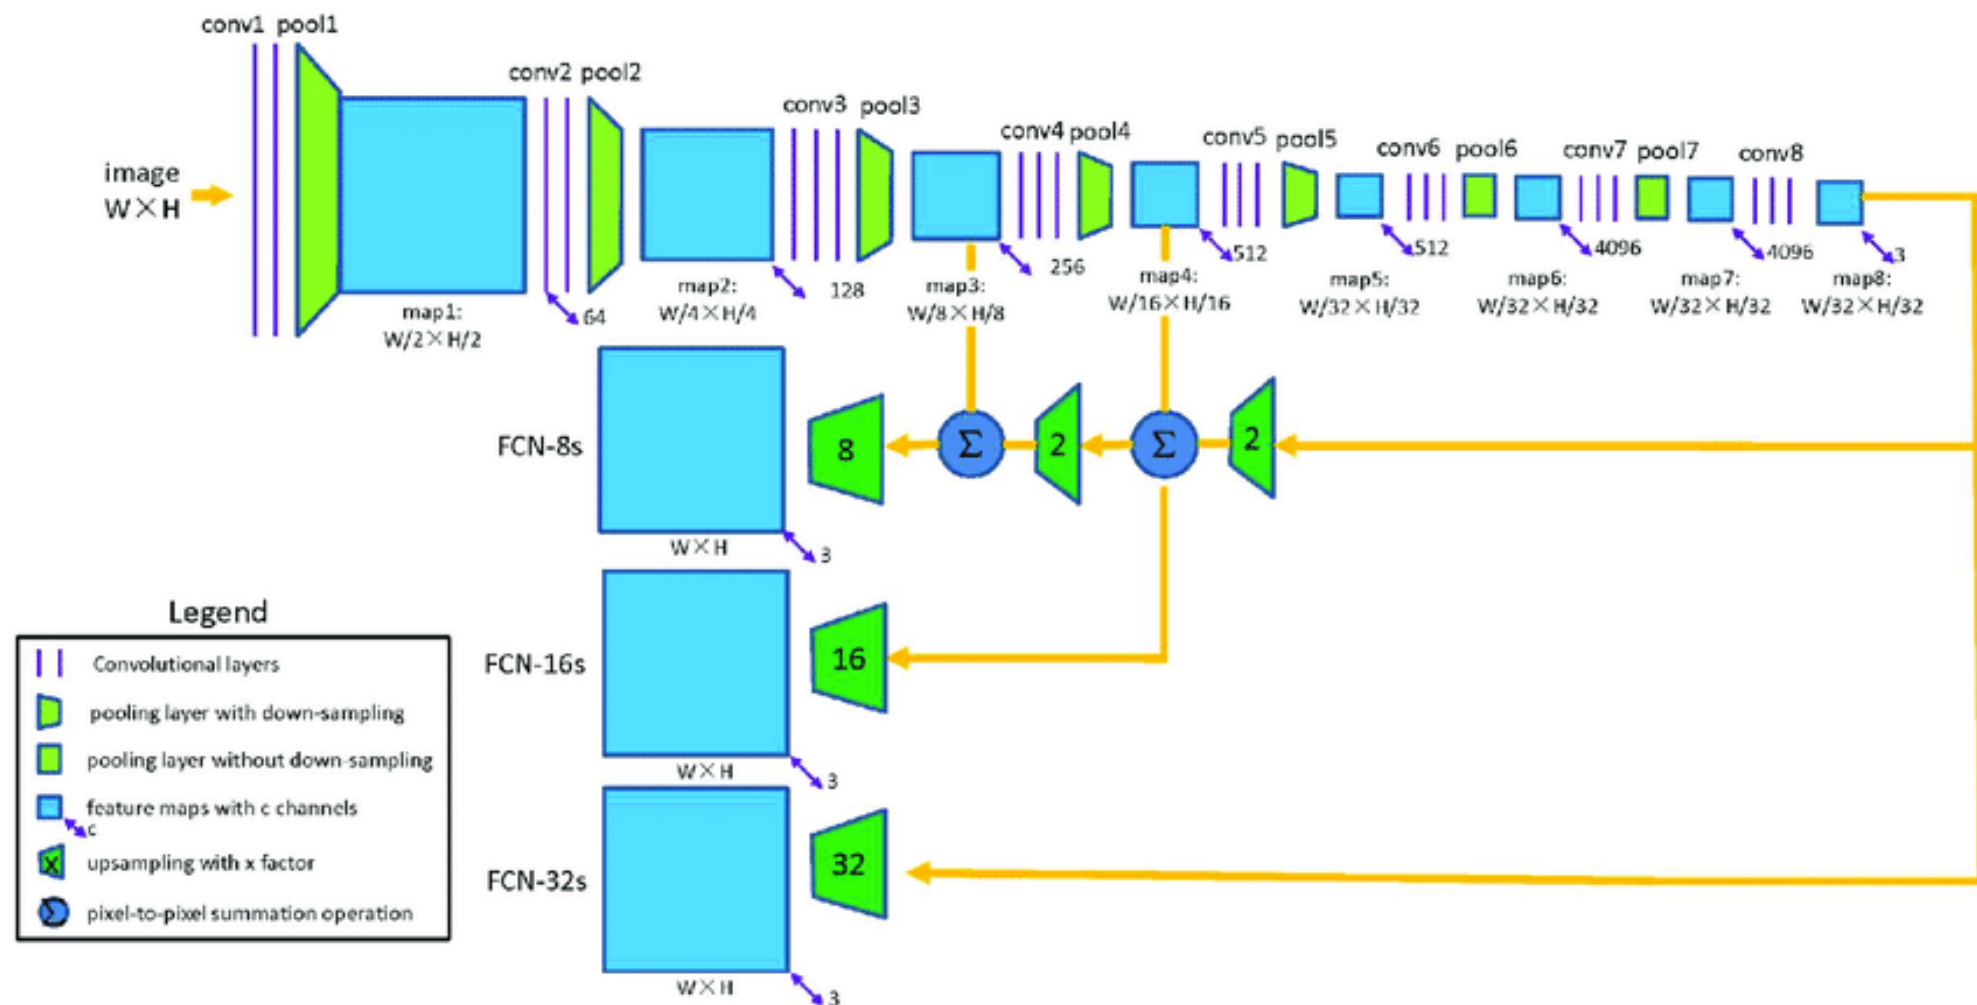 conv1 pool1
conv2 pool2
conv3 pool3
conv4 pool4
conv5 pool5
conv6 pool6
conv7 pool7
conv8
image
W×H
64
128
256
512
512
4096
4096
3
map1:
W/2×H/2
map2:
W/4×H/4
map3:
W/8×H/8
map4:
W/16×H/16
map5:
W/32×H/32
map6:
W/32×H/32
map7:
W/32×H/32
map8:
W/32×H/32
FCN-8s
8
Σ
2
Σ
2
W×H
3
FCN-16s
16
W×H
3
FCN-32s
32
W×H
3
Legend
Convolutional layers
pooling layer with down-sampling
pooling layer without down-sampling
feature maps with c channels
c
X
upsampling with x factor
Σ
pixel-to-pixel summation operation